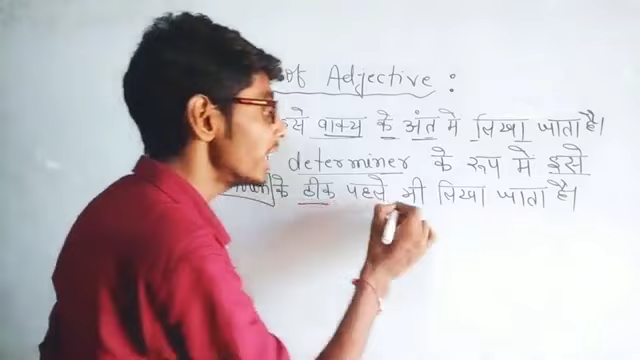 of Adjective :
वाक्य के अंत मे लिखा जाता है।
determiner के रूप मे इसे
के ठीक पहले भी लिखा जाता है।